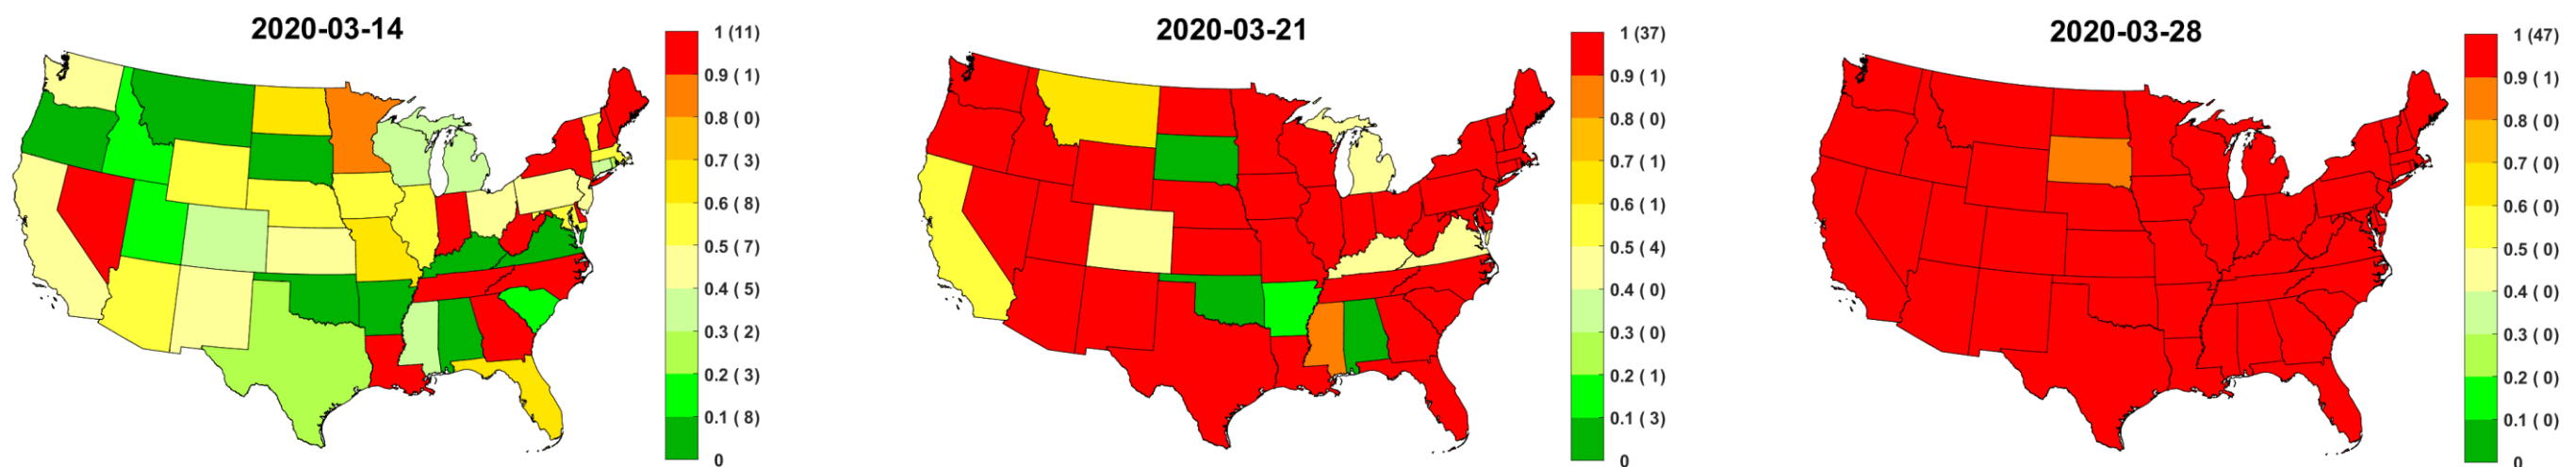 2020-03-14
1 (11)
0.9 ( 1)
0.8 ( 0)
0.7 ( 3)
0.6 ( 8)
0.5 ( 7)
0.4 ( 5)
0.3 ( 2)
0.2 ( 3)
0.1 ( 8)
0
2020-03-21
1 (37)
0.9 ( 1)
0.8 ( 0)
0.7 ( 1)
0.6 ( 1)
0.5 ( 4)
0.4 ( 0)
0.3 ( 0)
0.2 ( 1)
0.1 ( 3)
0
2020-03-28
1 (47)
0.9 ( 1)
0.8 ( 0)
0.7 ( 0)
0.6 ( 0)
0.5 ( 0)
0.4 ( 0)
0.3 ( 0)
0.2 ( 0)
0.1 ( 0)
0